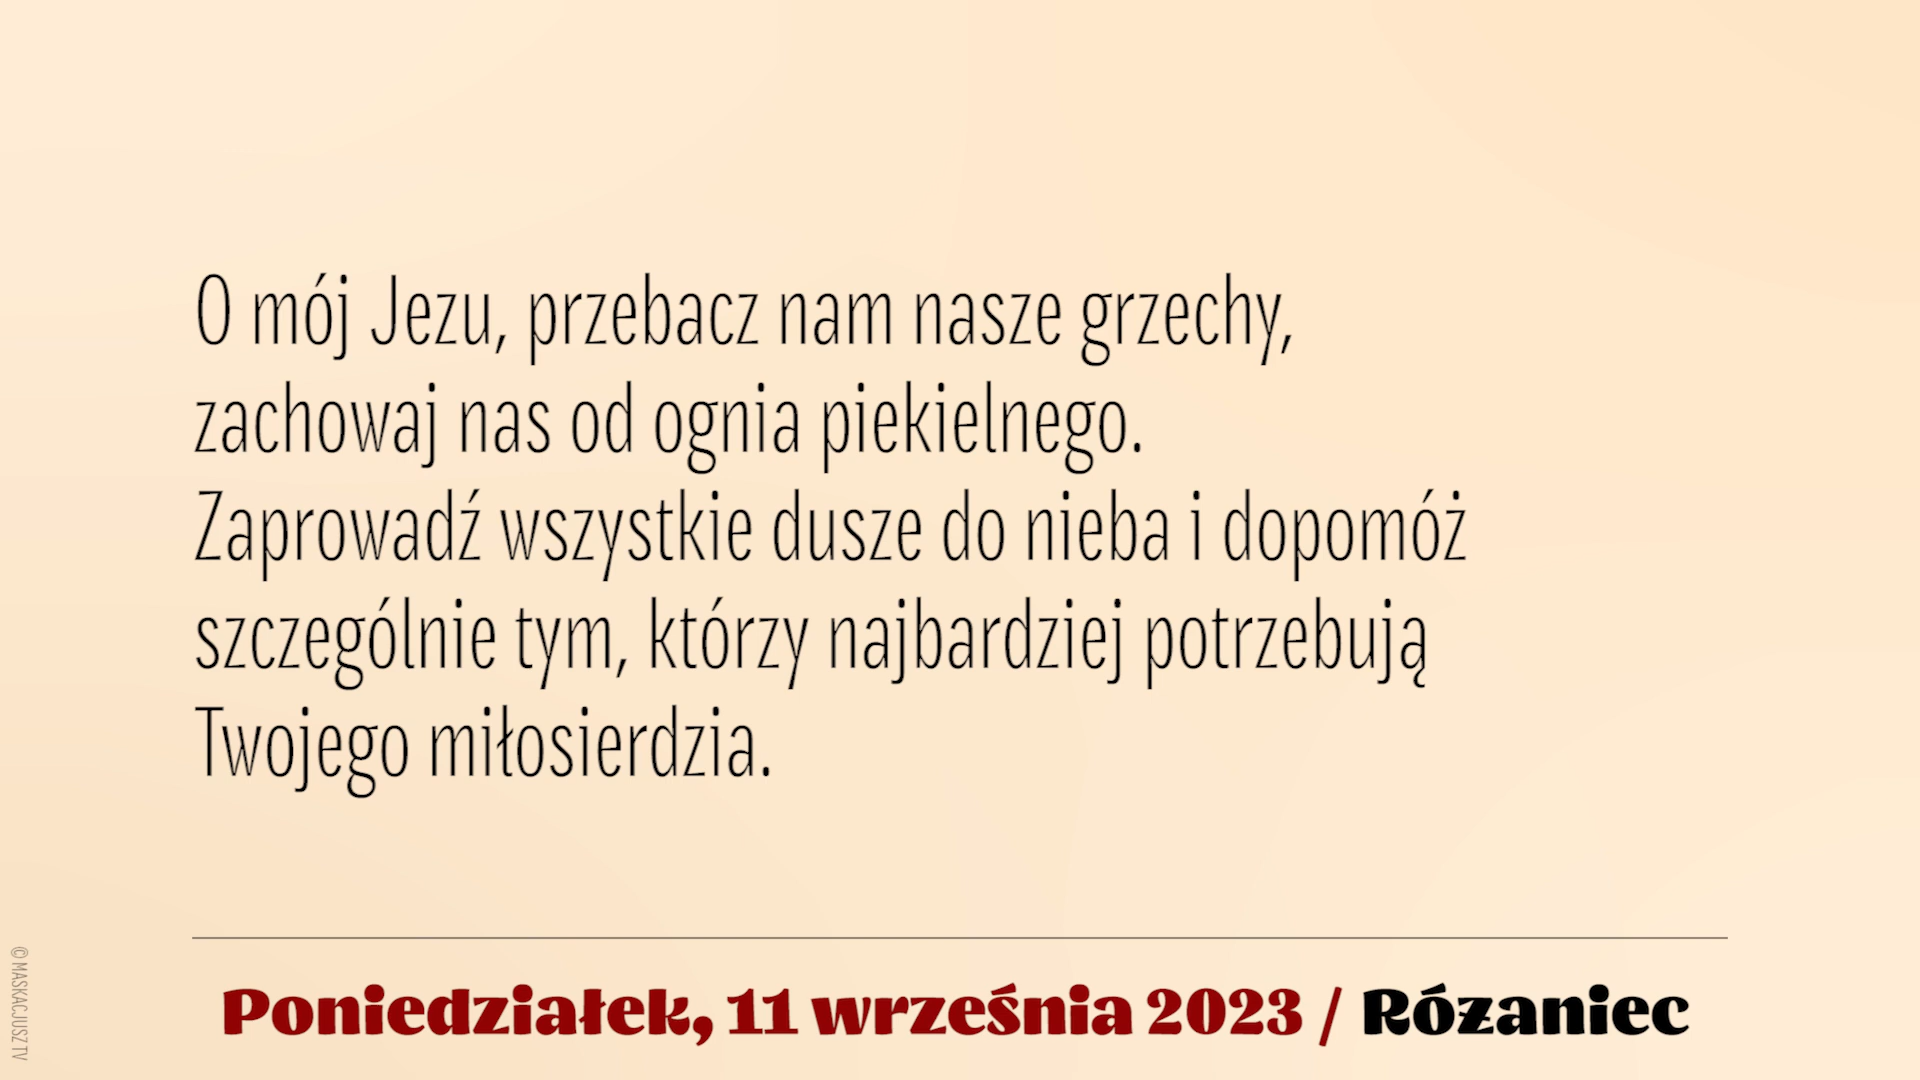 O mój Jezu, przebacz nam nasze grzechy,
zachowaj nas od ognia piekielnego.
Zaprowadź wszystkie dusze do nieba i dopomóż
szczególnie tym, którzy najbardziej potrzebują
Twojego miłosierdzia.
Poniedziałek, 11 września 2023 / Różaniec
© MASKACJUSZ TV